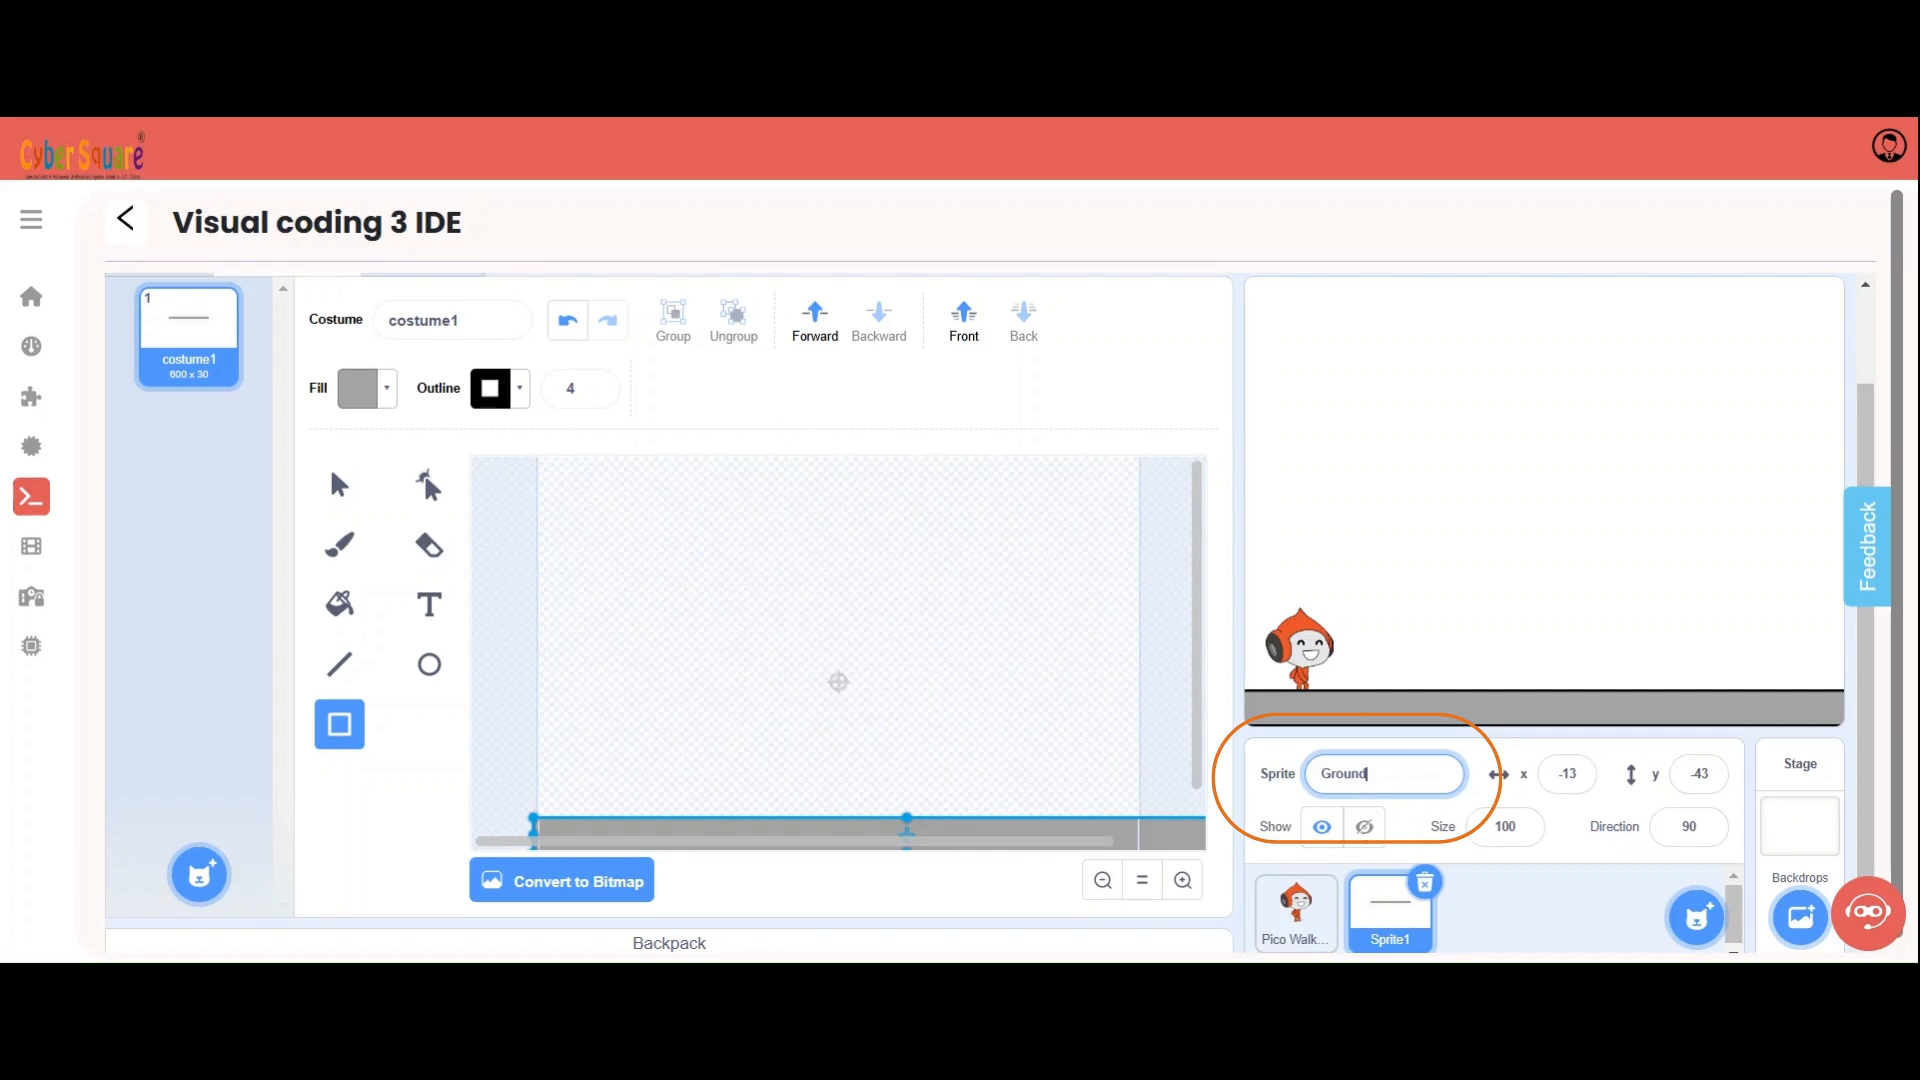 Cyber Square®
Visual coding 3 IDE
1
costume1
600 x 30
Costume
costume1
Group
Ungroup
Forward
Backward
Front
Back
Fill
Outline
4
T
Convert to Bitmap
Backpack
Feedback
Sprite
Ground
x
-13
y
-43
Show
Size
100
Direction
90
Stage
Backdrops
Pico Walk...
Sprite1